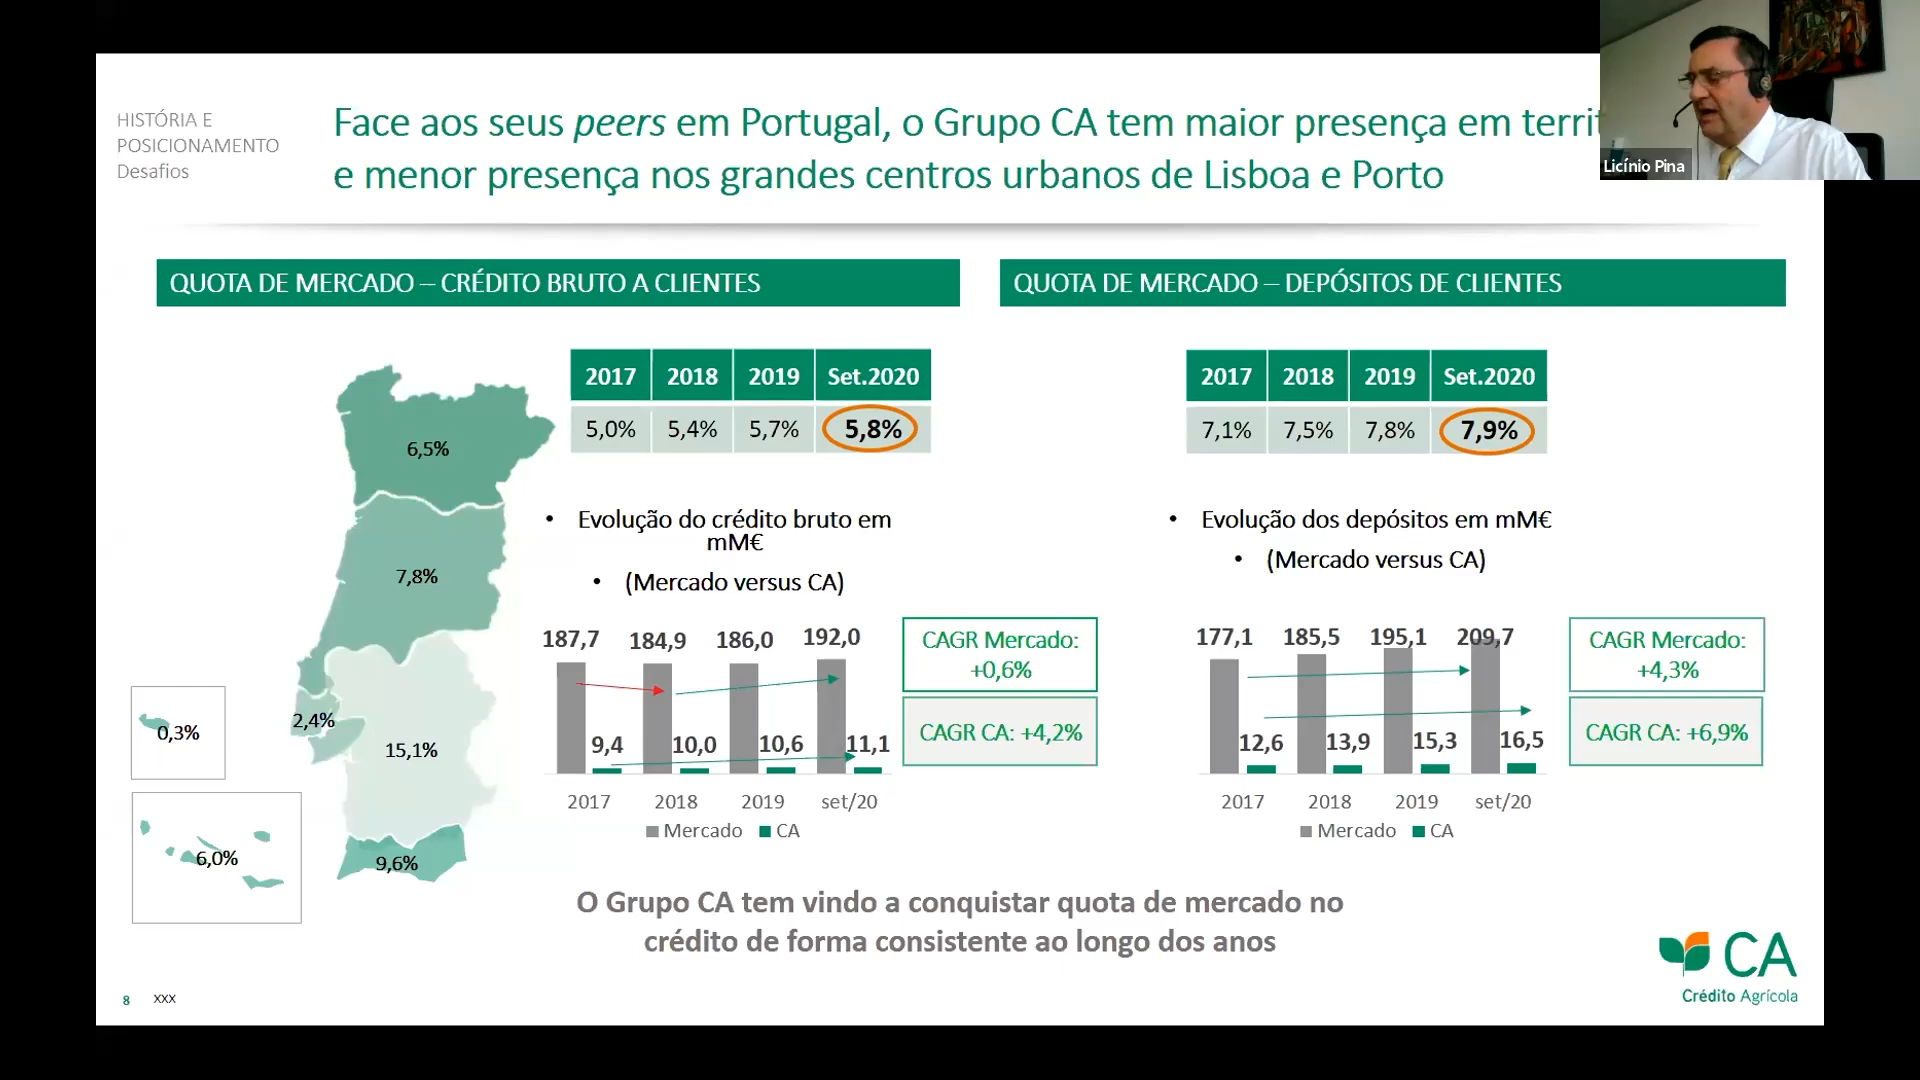 HISTÓRIA E
POSICIONAMENTO
Desafios
Face aos seus peers em Portugal, o Grupo CA tem maior presença em
e menor presença nos grandes centros urbanos de Lisboa e Porto
Licínio Pina
QUOTA DE MERCADO – CRÉDITO BRUTO A CLIENTES
6,5%
7,8%
2,4%
15,1%
9,6%
0,3%
6,0%
2017 2018 2019 Set.2020
5,0% 5,4% 5,7% 5,8%
• Evolução do crédito bruto em
mM€
• (Mercado versus CA)
187,7 184,9 186,0 192,0
9,4 10,0 10,6 11,1
2017 2018 2019 set/20
Mercado CA
CAGR Mercado:
+0,6%
CAGR CA: +4,2%
QUOTA DE MERCADO – DEPÓSITOS DE CLIENTES
2017 2018 2019 Set.2020
7,1% 7,5% 7,8% 7,9%
• Evolução dos depósitos em mM€
• (Mercado versus CA)
177,1 185,5 195,1 209,7
12,6 13,9 15,3 16,5
2017 2018 2019 set/20
Mercado CA
CAGR Mercado:
+4,3%
CAGR CA: +6,9%
O Grupo CA tem vindo a conquistar quota de mercado no
crédito de forma consistente ao longo dos anos
8 XXX
CA
Crédito Agrícola